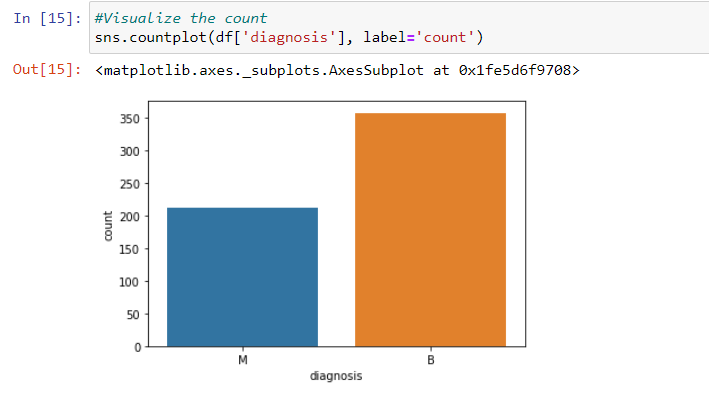 In [15]: #Visualize the count
sns.countplot(df['diagnosis'], label='count')
Out[15]: <matplotlib.axes._subplots.AxesSubplot at 0x1fe5d6f9708>
350
300
250
200
150
100
50
0
count
M B
diagnosis